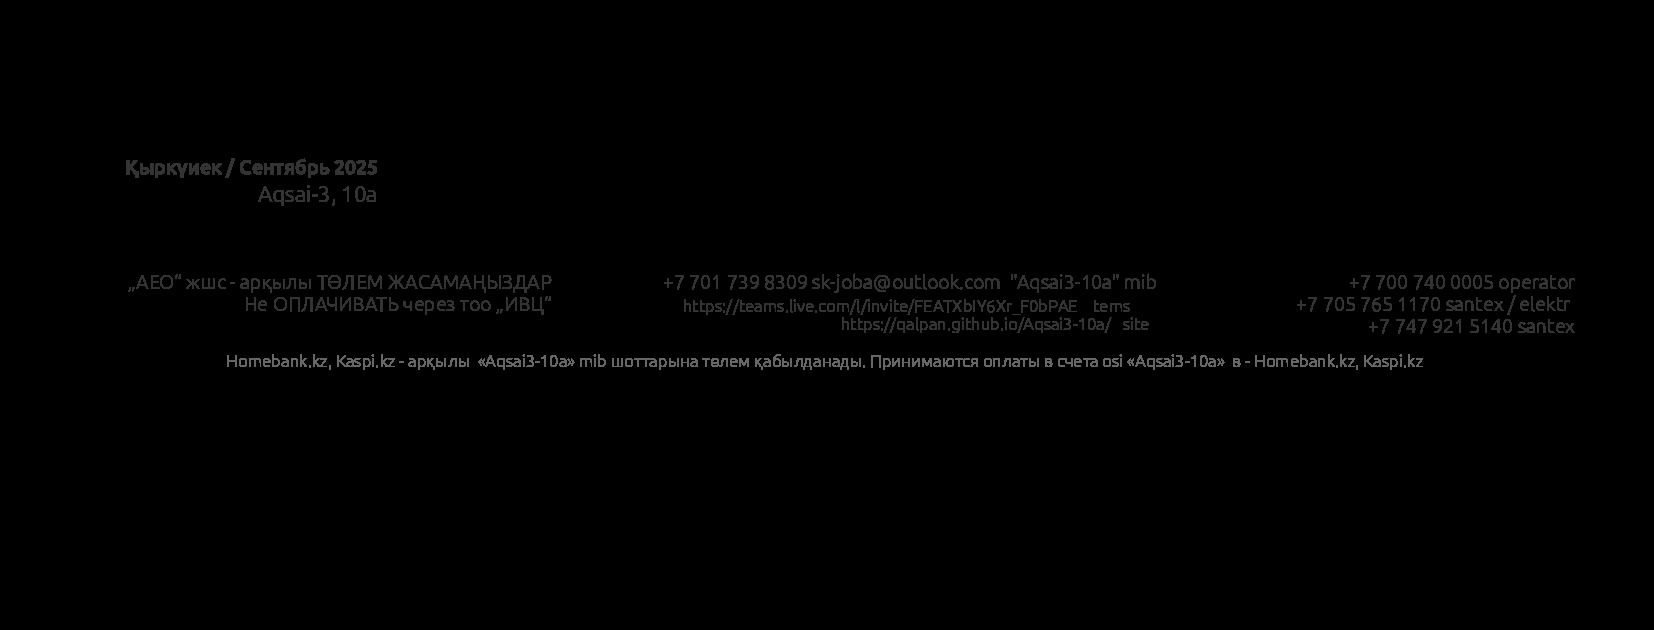 Қыркүиек / Сентябрь 2025
Aqsai-3, 10a
„АЕО“ жшс - арқылы ТӨЛЕМ ЖАСАМАҢЫЗДАР
Не ОПЛАЧИВАТЬ через тоо „ИВЦ“
+7 701 739 8309 sk-joba@outlook.com "Aqsai3-10a" mib
https://teams.live.com/l/invite/FEATXbIY6Xr_F0bPAE tems
https://qalpan.github.io/Aqsai3-10a/ site
+7 700 740 0005 operator
+7 705 765 1170 santex / elektr
+7 747 921 5140 santex
Homebank.kz, Kaspi.kz - арқылы «Aqsai3-10a» mib шоттарына төлем қабылданады. Принимаются оплаты в счета osi «Aqsai3-10a» в - Homebank.kz, Kaspi.kz